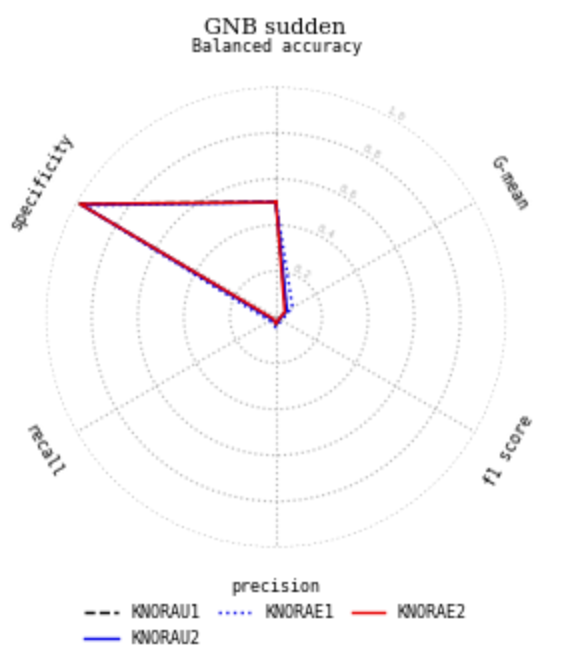 GNB sudden
Balanced accuracy
1.0
0.8
0.6
0.4
0.2
G-mean
specificity
recall
f1 score
precision
KNORAU1 KNORAE1 KNORAE2
KNORAU2